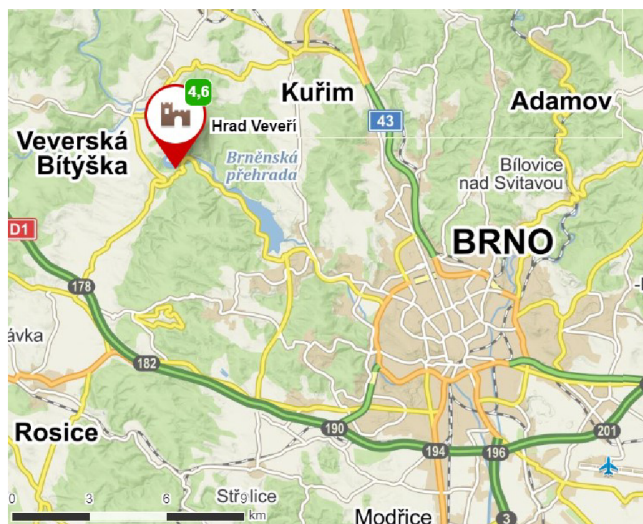 4,6
Hrad Veveří
Kuřim
43
Adamov
Veverská
Bítýška
Brněnská
přehrada
Bílovice
nad Svitavou
D1
BRNO
178
ávka
182
Rosice
190
194
196
201
Střelice
Modřice
3
0 3 6 9
km